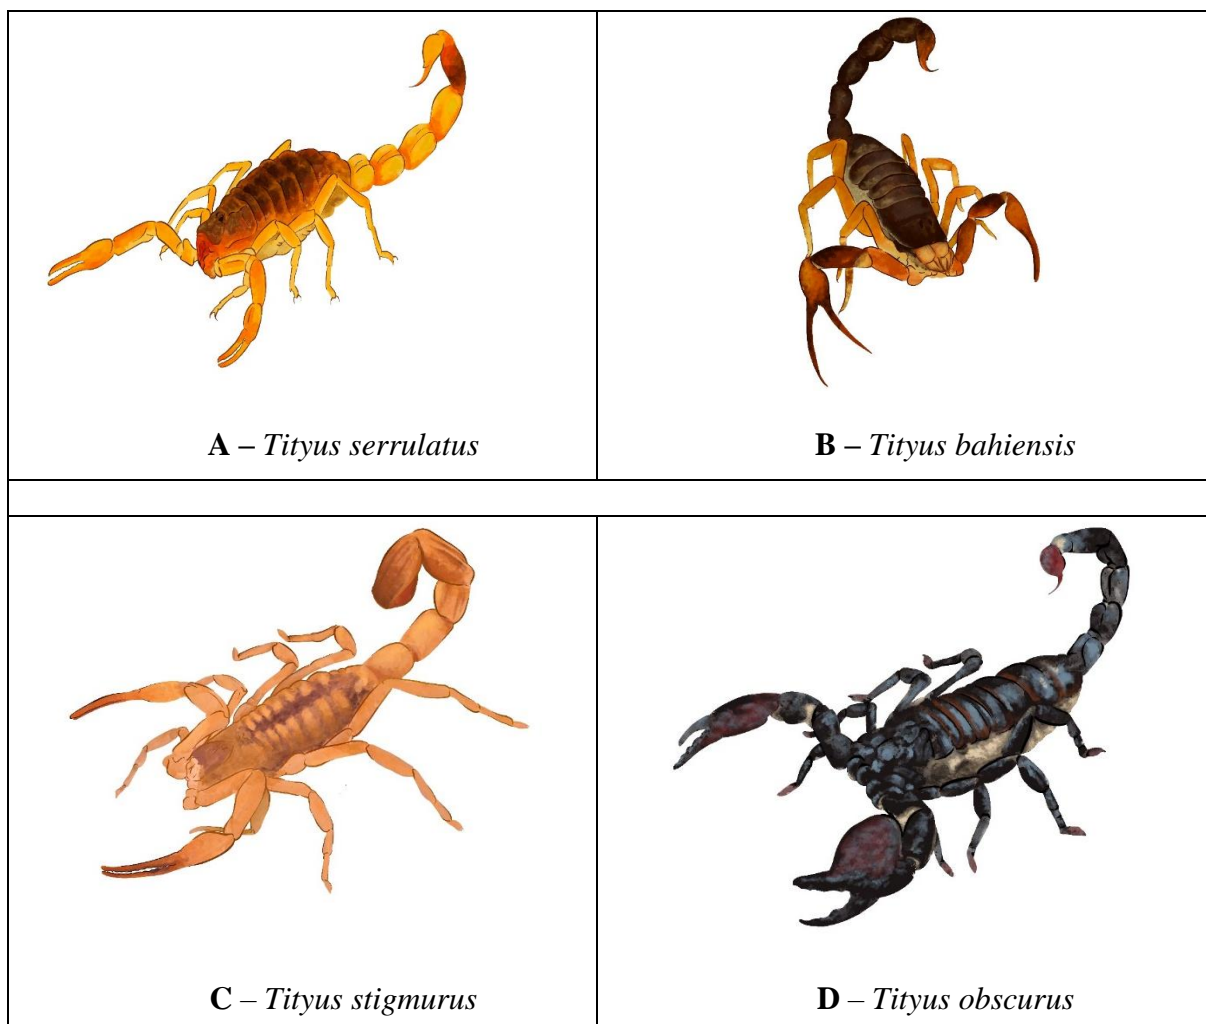 A – Tityus serrulatus
B – Tityus bahiensis
C – Tityus stigmurus
D – Tityus obscurus